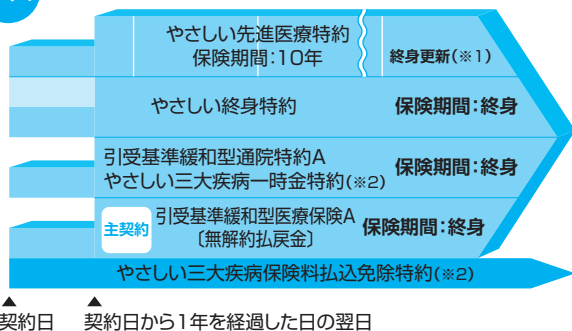 やさしい先進医療特約
保険期間:10年
終身更新(※1)
やさしい終身特約
保険期間:終身
引受基準緩和型通院特約A
やさしい三大疾病一時金特約(※2)
保険期間:終身
主契約
引受基準緩和型医療保険A
〔無解約払戻金〕
保険期間:終身
やさしい三大疾病保険料払込免除特約(※2)
契約日
契約日から1年を経過した日の翌日